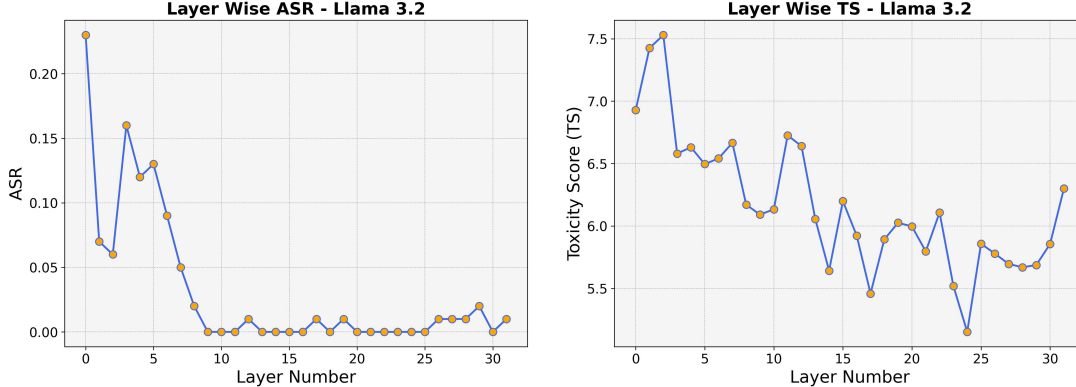 Layer Wise ASR - Llama 3.2
ASR
0.20
0.15
0.10
0.05
0.00
0 5 10 15 20 25 30
Layer Number
Layer Wise TS - Llama 3.2
Toxicity Score (TS)
7.5
7.0
6.5
6.0
5.5
0 5 10 15 20 25 30
Layer Number